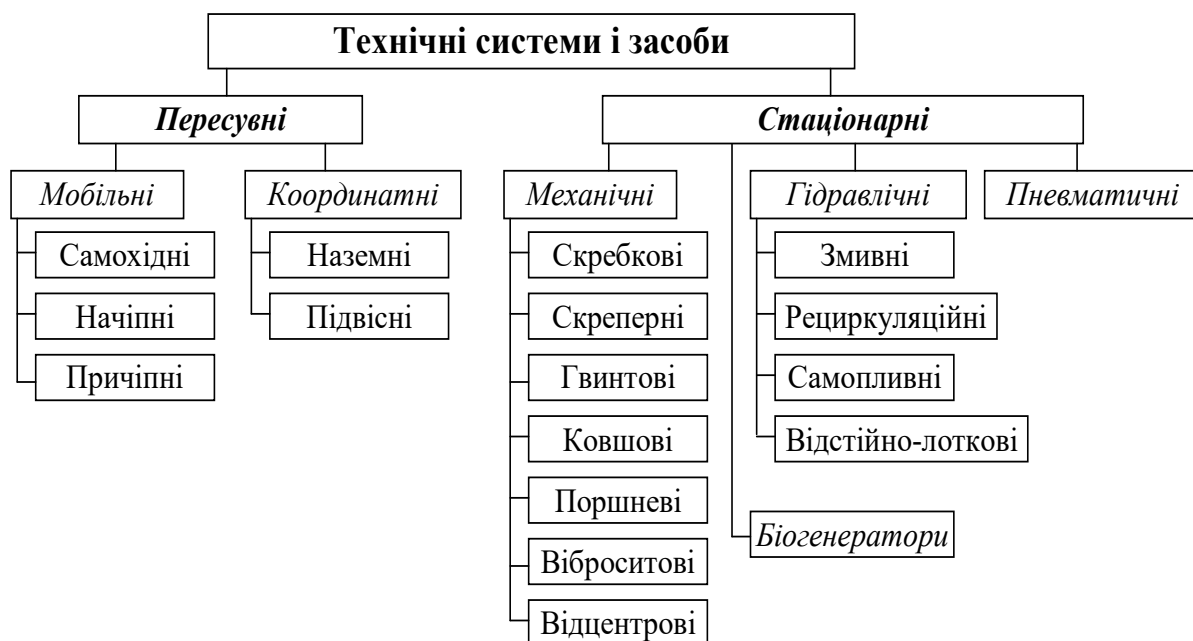 Технічні системи і засоби
Пересувні
Стаціонарні
Мобільні
Координатні
Механічні
Гідравлічні
Пневматичні
Самохідні
Наземні
Скребкові
Змивні
Начіпні
Підвісні
Скреперні
Рециркуляційні
Причіпні
Гвинтові
Самопливні
Ковшові
Відстійно-лоткові
Поршневі
Біогенератори
Віброситові
Відцентрові